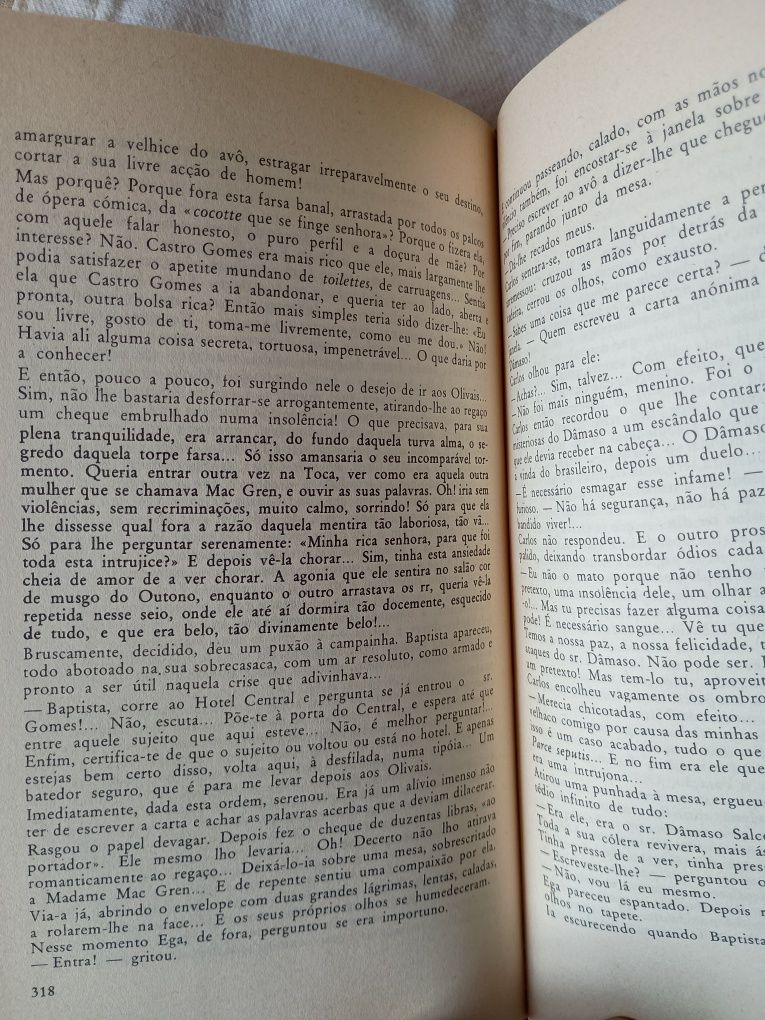 amargurar a velhice do avô, estragar irreparavelmente o seu destino,
cortar a sua livre acção de homem!
Mas porquê? Porque fora esta farsa banal, arrastada por todos os palcos
de ópera cómica, da «cocotte que se finge senhora»? Porque o fizera ela,
com aquele falar honesto, o puro perfil e a doçura de mãe? Por
interesse? Não. Castro Gomes era mais rico que ele, mais largamente lhe
podia satisfazer o apetite mundano de toilettes, de carruagens... Sentia
ela que Castro Gomes a ia abandonar, e queria ter ao lado, aberta e
pronta, outra bolsa rica? Então mais simples teria sido dizer-lhe: «Eu
sou livre, gosto de ti, toma-me livremente, como eu me dou.» Não!
Havia ali alguma coisa secreta, tortuosa, impenetrável... O que daria por
a conhecer!
E então, pouco a pouco, foi surgindo nele o desejo de ir aos Olivais...
Sim, não lhe bastaria desforrar-se arrogantemente, atirando-lhe ao regaço
um cheque embrulhado numa insolência! O que precisava, para sua
plena tranquilidade, era arrancar, do fundo daquela turva alma, o se-
gredo daquela torpe farsa... Só isso amansaria o seu incomparável tor-
mento. Queria entrar outra vez na Toca, ver como era aquela outra
mulher que se chamava Mac Gren, e ouvir as suas palavras. Oh! iria sem
violências, sem recriminações, muito calmo, sorrindo! Só para que ela
lhe dissesse qual fora a razão daquela mentira tão laboriosa, tão vã...
Só para lhe perguntar serenamente: «Minha rica senhora, para que foi
toda esta intrujice?» E depois vê-la chorar... Sim, tinha esta ansiedade
cheia de amor de a ver chorar. A agonia que ele sentira no salão cor
de musgo do Outono, enquanto o outro arrastava os rr, queria vê-la
repetida nesse seio, onde ele até aí dormira tão docemente, esquecido
de tudo, e que era belo, tão divinamente belo!...
Bruscamente, decidido, deu um puxão à campainha. Baptista apareceu,
todo abotoado na sua sobrecasaca, com um ar resoluto, como armado e
pronto a ser útil naquela crise que adivinhava...
— Baptista, corre ao Hotel Central e pergunta se já entrou o sr.
Gomes!... Não, escuta... Põe-te à porta do Central, e espera até que
entre aquele sujeito que aqui esteve... Não, é melhor perguntar!...
Enfim, certifica-te de que o sujeito ou voltou ou está no hotel. E apenas
estejas bem certo disso, volta aqui, à desfilada, numa tipóia... Um
batedor seguro, que é para me levar depois aos Olivais.
Imediatamente, dada esta ordem, serenou. Era já um alívio imenso não
ter de escrever a carta e achar as palavras acerbas que a deviam dilacerar.
Rasgou o papel devagar. Depois fez o cheque de duzentas libras, «ao
portador». Ele mesmo lho levaria... Oh! Decerto não lho atirava
romanticamente ao regaço... Deixá-lo-ia sobre uma mesa, sobrescritado
a Madame Mac Gren... E de repente sentiu uma compaixão por ela.
Via-a já, abrindo o envelope com duas grandes lágrimas, lentas, caladas,
a rolarem-lhe na face... E os seus próprios olhos se humedeceram.
Nesse momento Ega, de fora, perguntou se era importuno.
— Entra! — gritou.
318
E continuou passeando, calado, com as mãos
também, foi encostar-se à janela sobre
Preciso escrever ao avô a dizer-lhe que
por fim, parando junto da mesa.
— Dá-lhe recados meus.
Carlos sentara-se, tomara languidamente a
arremessou: cruzou as mãos por detrás da
cadeira, cerrou os olhos, como exausto.
— Sabes uma coisa que me parece certa? —
janela. — Quem escreveu a carta anónima
Dâmaso!
Carlos olhou para ele:
— Achas?... Sim, talvez... Com efeito, que
— Não foi mais ninguém, menino. Foi o
Carlos então recordou o que lhe contara
misteriosas do Dâmaso a um escândalo que
que ele devia receber na cabeça... O Dâmaso
a vinda do brasileiro, depois um duelo...
— É necessário esmagar esse infame! —
furioso. — Não há segurança, não há paz
bandido viver!...
Carlos não respondeu. E o outro
pálido, deixando transbordar ódios cada
— Eu não o mato porque não tenho
pretexto, uma insolência dele, um olhar
-o!... Mas tu precisas fazer alguma coisa
pode! É necessário sangue... Vê tu que
Temos a nossa paz, a nossa felicidade,
ataques do sr. Dâmaso. Não pode ser.
um pretexto! Mas tem-lo tu,
Carlos encolheu vagamente os
— Merecia chicotadas, com efeito...
velhaco comigo por causa das minhas
isso é um caso acabado, tudo o que
Parce seputis... E no fim era ele que
era uma intrujona...
Atirou uma punhada à mesa, ergueu
tédio infinito de tudo:
— Era ele, era o sr. Dâmaso
Toda a sua cólera revivera, mais
Tinha pressa de a ver, tinha
— Escreveste-lhe? — perguntou o
— Não, vou lá eu mesmo.
Ega pareceu espantado. Depois
olhos no tapete.
Ia escurecendo quando